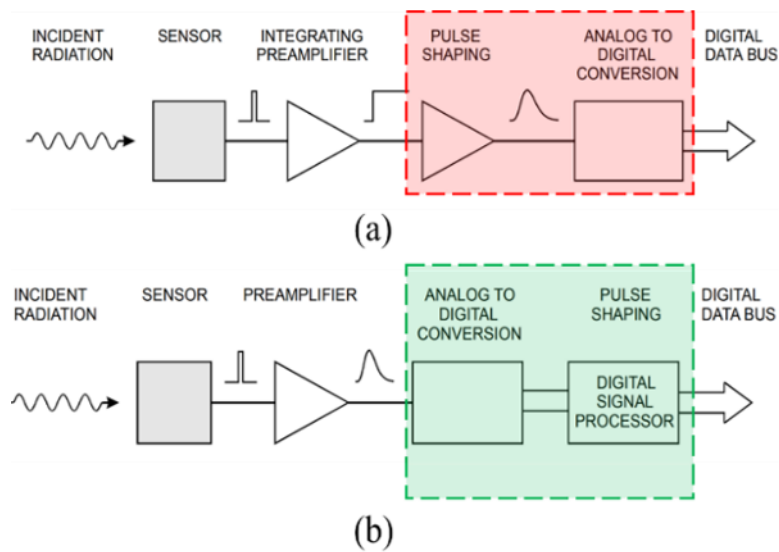 INCIDENT
RADIATION
SENSOR
INTEGRATING
PREAMPLIFIER
PULSE
SHAPING
ANALOG TO
DIGITAL
CONVERSION
DIGITAL
DATA BUS
(a)
INCIDENT
RADIATION
SENSOR
PREAMPLIFIER
ANALOG TO
DIGITAL
CONVERSION
PULSE
SHAPING
DIGITAL
DATA BUS
DIGITAL
SIGNAL
PROCESSOR
(b)